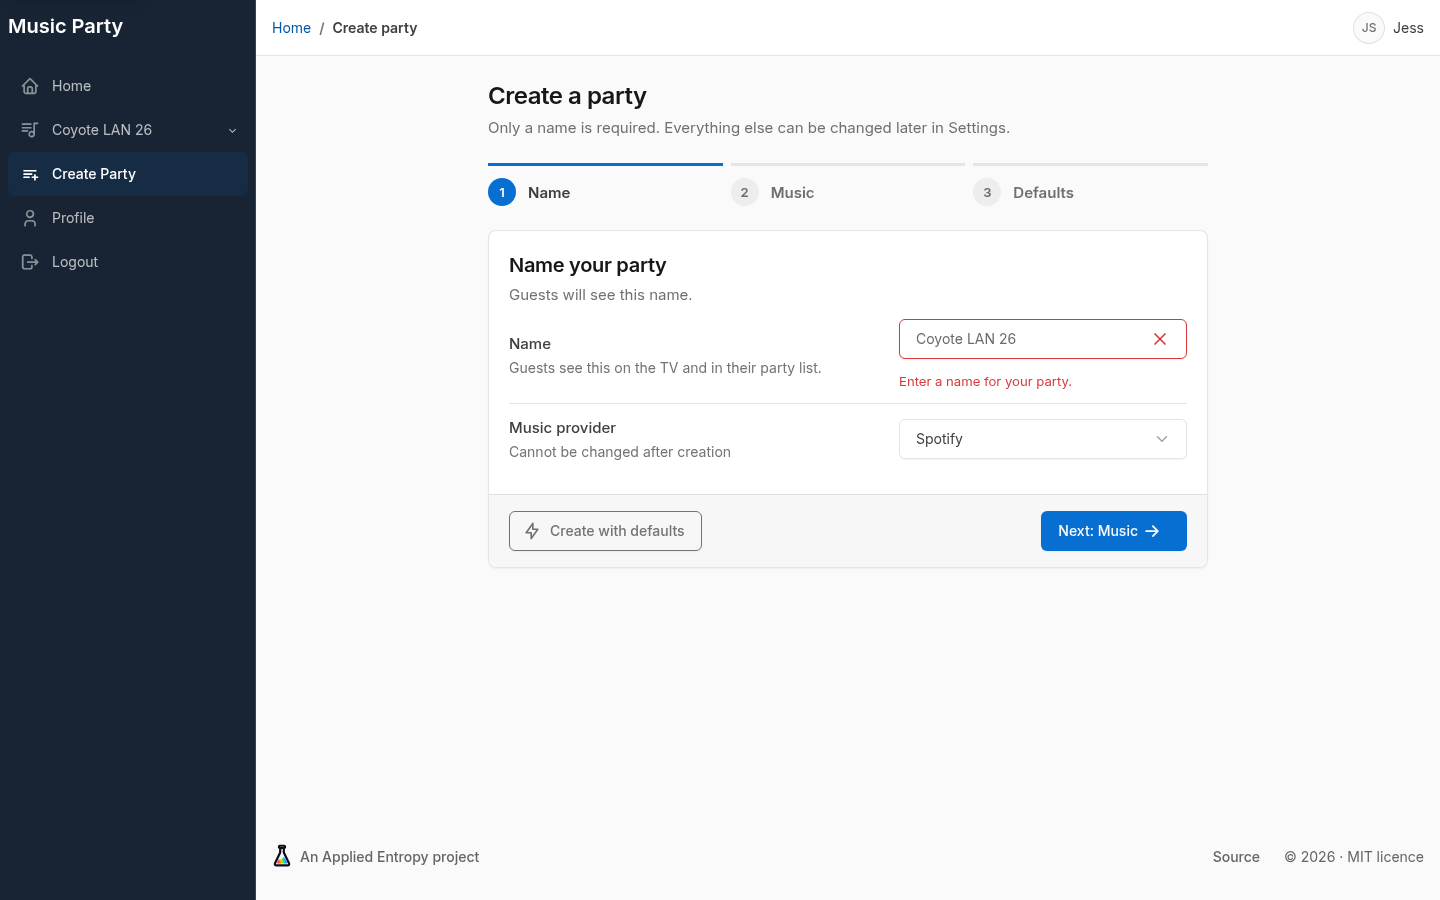 Music Party
Home
Coyote LAN 26
Create Party
Profile
Logout
Home / Create party
JS Jess
Create a party
Only a name is required. Everything else can be changed later in Settings.
1 Name
2 Music
3 Defaults
Name your party
Guests will see this name.
Name
Guests see this on the TV and in their party list.
Coyote LAN 26
Enter a name for your party.
Music provider
Cannot be changed after creation
Spotify
Create with defaults
Next: Music
An Applied Entropy project
Source
© 2026 · MIT licence